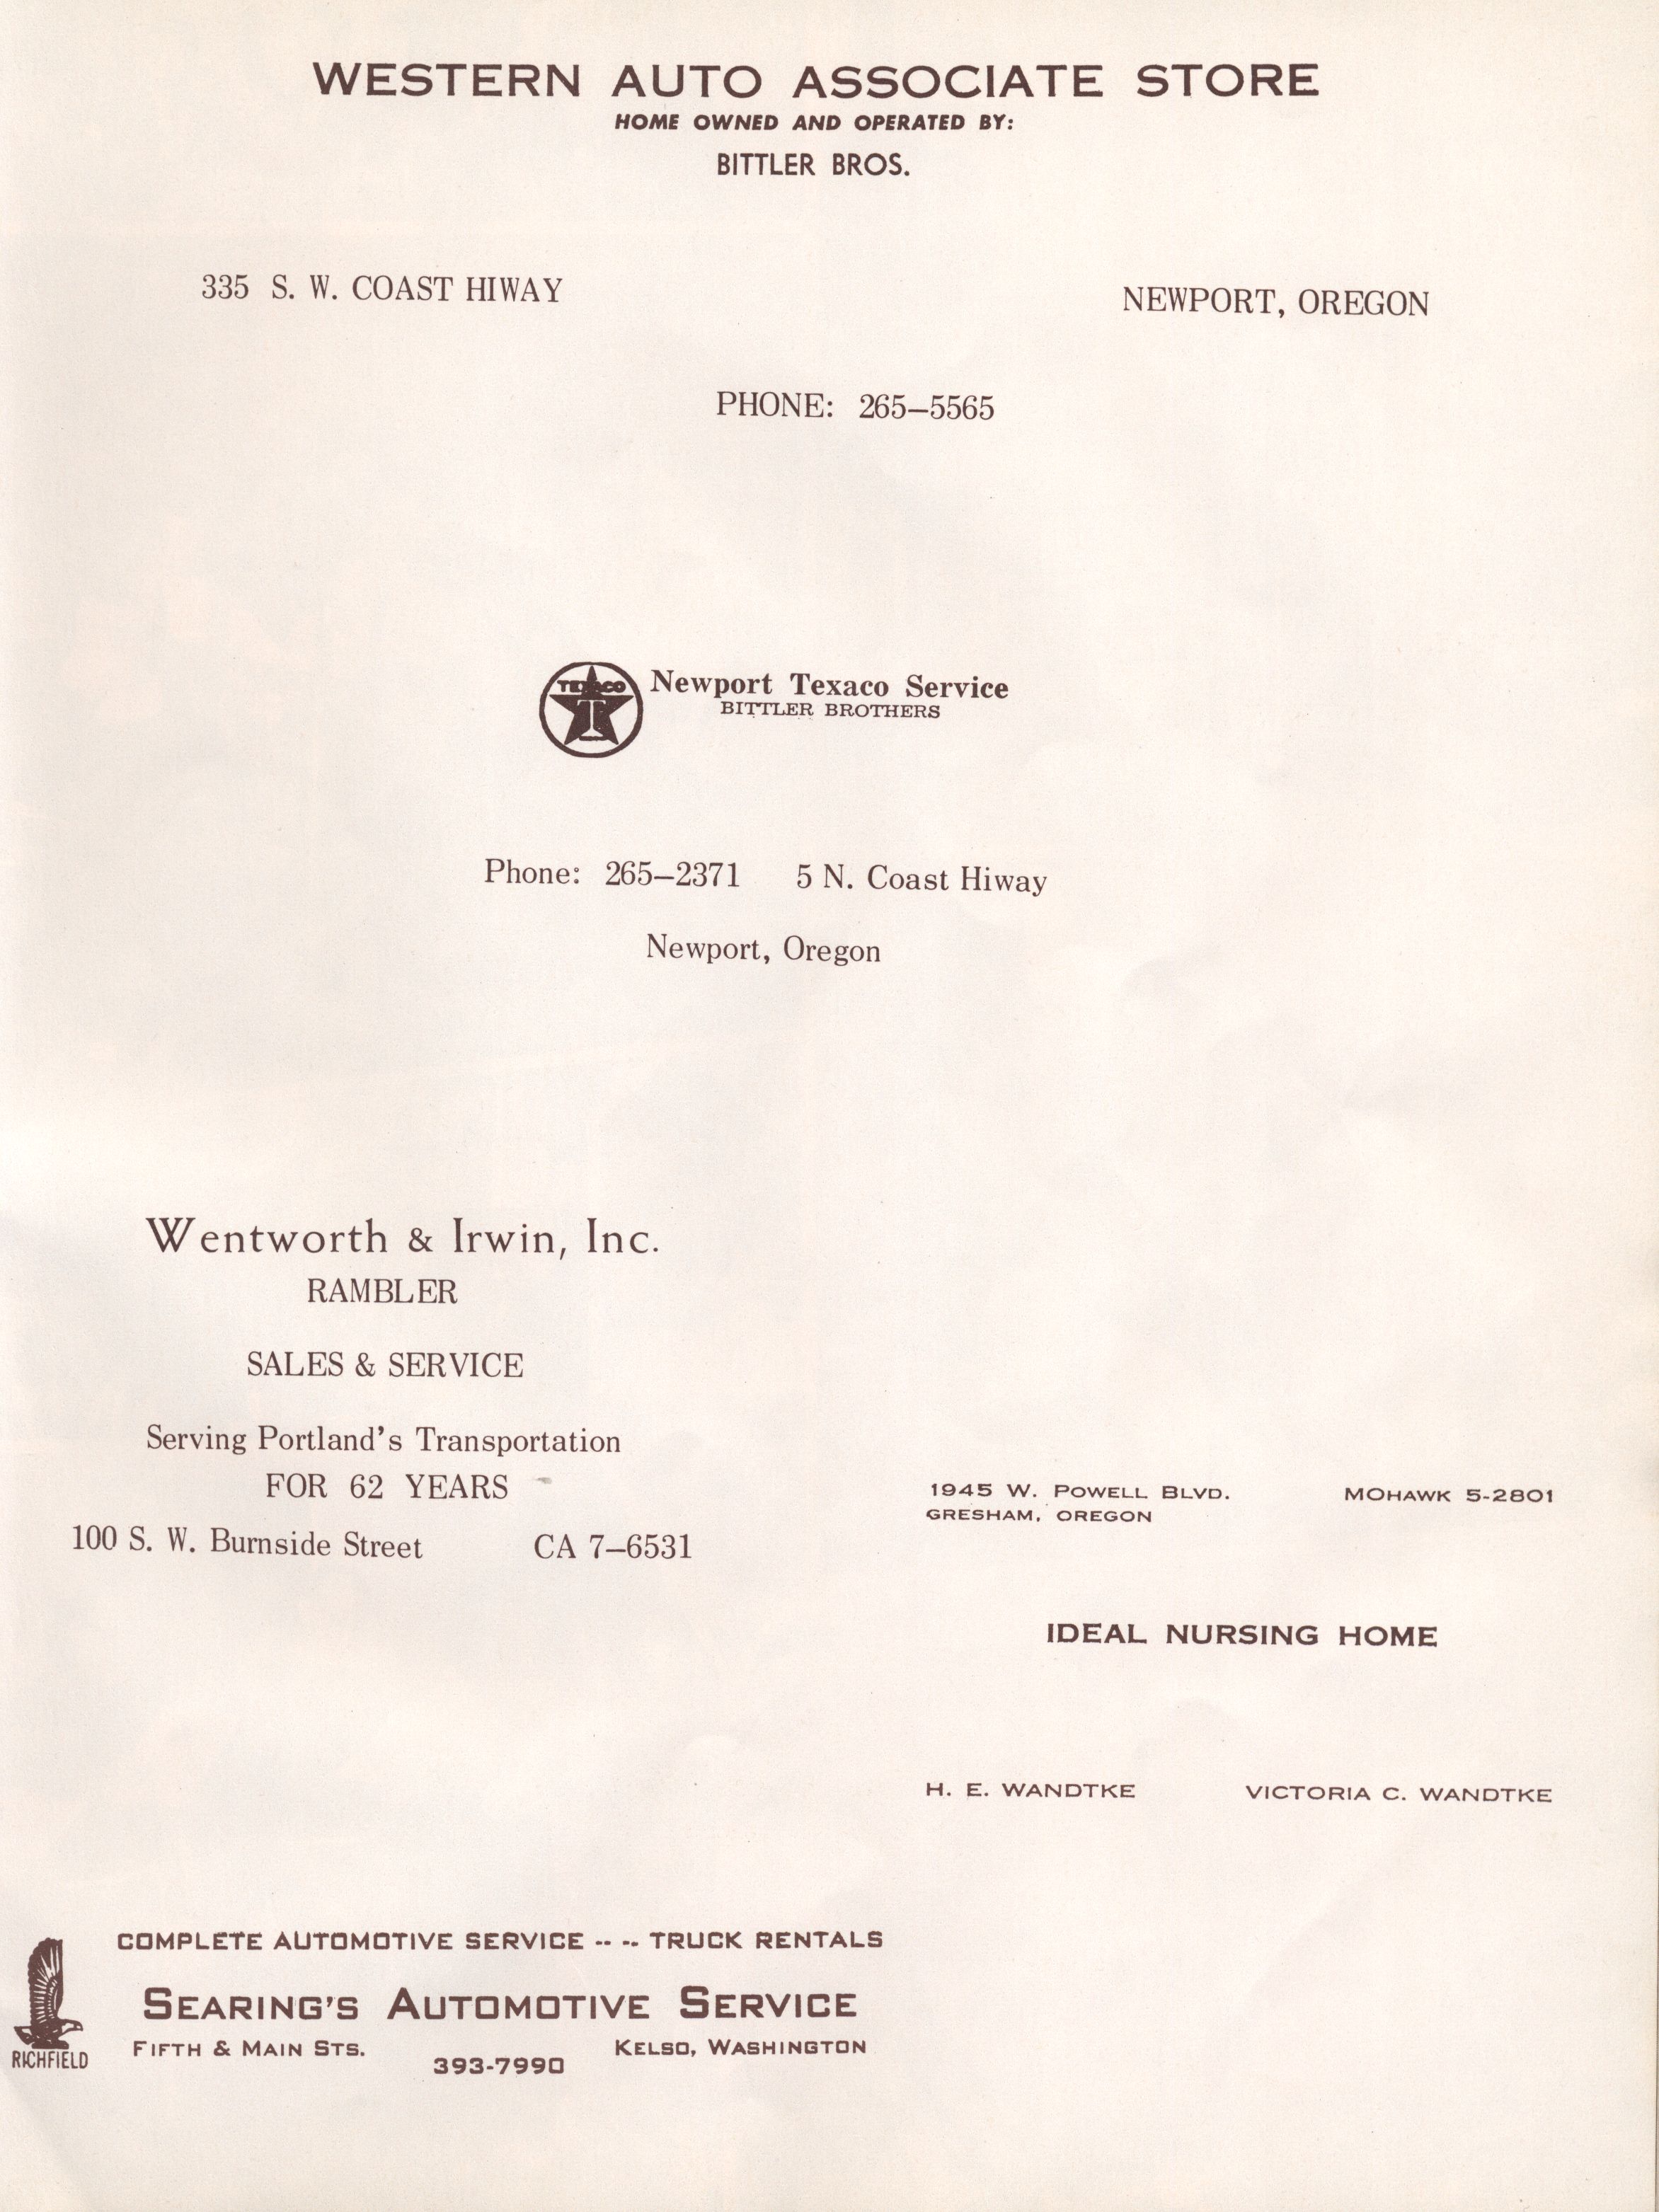 WESTERN AUTO ASSOCIATE STORE
HOME OWNED AND OPERATED BY:
BITTLER BROS.
335 S. W. COAST HIWAY NEWPORT, OREGON
PHONE: 265–5565
TEXACO
T
Newport Texaco Service
BITTLER BROTHERS
Phone: 265–2371 5 N. Coast Hiway
Newport, Oregon
Wentworth & Irwin, Inc.
RAMBLER
SALES & SERVICE
Serving Portland's Transportation
FOR 62 YEARS
100 S. W. Burnside Street CA 7–6531
1945 W. POWELL BLVD. MOHAWK 5-2801
GRESHAM, OREGON
IDEAL NURSING HOME
H. E. WANDTKE VICTORIA C. WANDTKE
COMPLETE AUTOMOTIVE SERVICE -- -- TRUCK RENTALS
SEARING'S AUTOMOTIVE SERVICE
FIFTH & MAIN STS. KELSO, WASHINGTON
393-7990
RICHFIELD